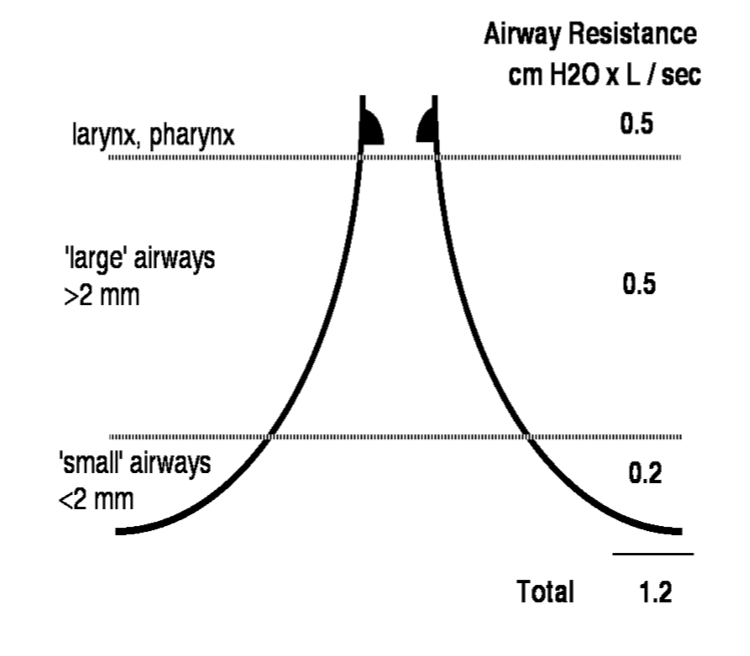 Airway Resistance
cm H2O x L / sec
larynx, pharynx
0.5
'large' airways
>2 mm
0.5
'small' airways
<2 mm
0.2
Total 1.2